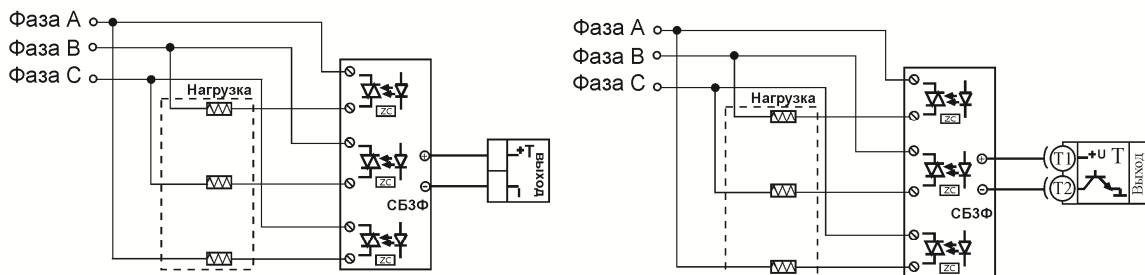 Фаза А
Фаза В
Фаза С
Нагрузка
ZC
ZC
ZC
СБ3Ф
+T
ВЫХОД
Фаза А
Фаза В
Фаза С
Нагрузка
ZC
ZC
ZC
СБ3Ф
T1
T2
+U T
Выход